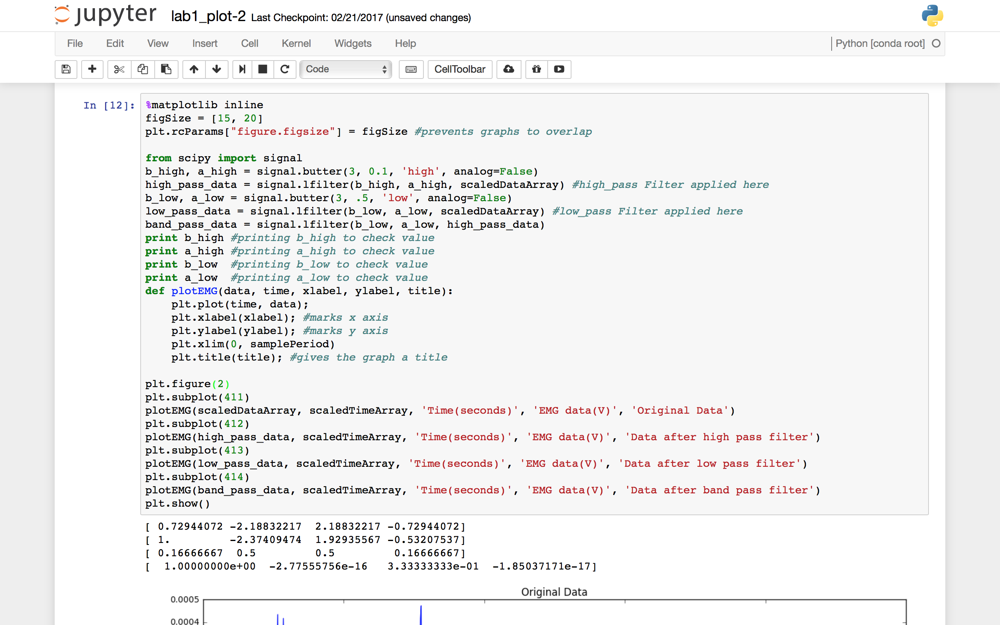 jupyter lab1_plot-2 Last Checkpoint: 02/21/2017 (unsaved changes)
File Edit View Insert Cell Kernel Widgets Help Python [conda root]
Code CellToolbar
In [12]: %matplotlib inline
figSize = [15, 20]
plt.rcParams["figure.figsize"] = figSize #prevents graphs to overlap
from scipy import signal
b_high, a_high = signal.butter(3, 0.1, 'high', analog=False)
high_pass_data = signal.lfilter(b_high, a_high, scaledDataArray) #high_pass Filter applied here
b_low, a_low = signal.butter(3, .5, 'low', analog=False)
low_pass_data = signal.lfilter(b_low, a_low, scaledDataArray) #low_pass Filter applied here
band_pass_data = signal.lfilter(b_low, a_low, high_pass_data)
print b_high #printing b_high to check value
print a_high #printing a_high to check value
print b_low  #printing b_low to check value
print a_low  #printing a_low to check value
def plotEMG(data, time, xlabel, ylabel, title):
    plt.plot(time, data);
    plt.xlabel(xlabel); #marks x axis
    plt.ylabel(ylabel); #marks y axis
    plt.xlim(0, samplePeriod)
    plt.title(title); #gives the graph a title
plt.figure(2)
plt.subplot(411)
plotEMG(scaledDataArray, scaledTimeArray, 'Time(seconds)', 'EMG data(V)', 'Original Data')
plt.subplot(412)
plotEMG(high_pass_data, scaledTimeArray, 'Time(seconds)', 'EMG data(V)', 'Data after high pass filter')
plt.subplot(413)
plotEMG(low_pass_data, scaledTimeArray, 'Time(seconds)', 'EMG data(V)', 'Data after low pass filter')
plt.subplot(414)
plotEMG(band_pass_data, scaledTimeArray, 'Time(seconds)', 'EMG data(V)', 'Data after band pass filter')
plt.show()
[ 0.72944072 -2.18832217  2.18832217 -0.72944072]
[ 1.         -2.37409474  1.92935567 -0.53207537]
[ 0.16666667  0.5         0.5         0.16666667]
[  1.00000000e+00  -2.77555756e-16   3.33333333e-01  -1.85037171e-17]
Original Data
0.0005
0.0004